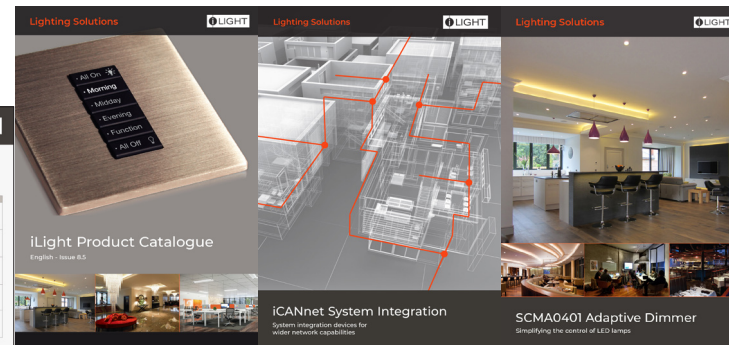 Lighting Solutions
iLIGHT
All On
Morning
Midday
Evening
Function
All Off
iLight Product Catalogue
English - Issue 8.5
Lighting Solutions
iLIGHT
iCANnet System Integration
System integration devices for
wider network capabilities
Lighting Solutions
iLIGHT
SCMA0401 Adaptive Dimmer
Simplifying the control of LED lamps